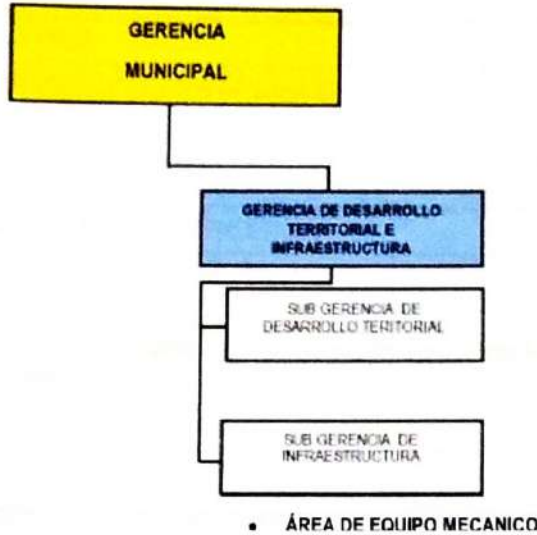 GERENCIA
MUNICIPAL
GERENCIA DE DESARROLLO
TERRITORIAL E
INFRAESTRUCTURA
SUB GERENCIA DE
DESARROLLO TERITORIAL
SUB GERENCIA DE
INFRAESTRUCTURA
• ÁREA DE EQUIPO MECANICO